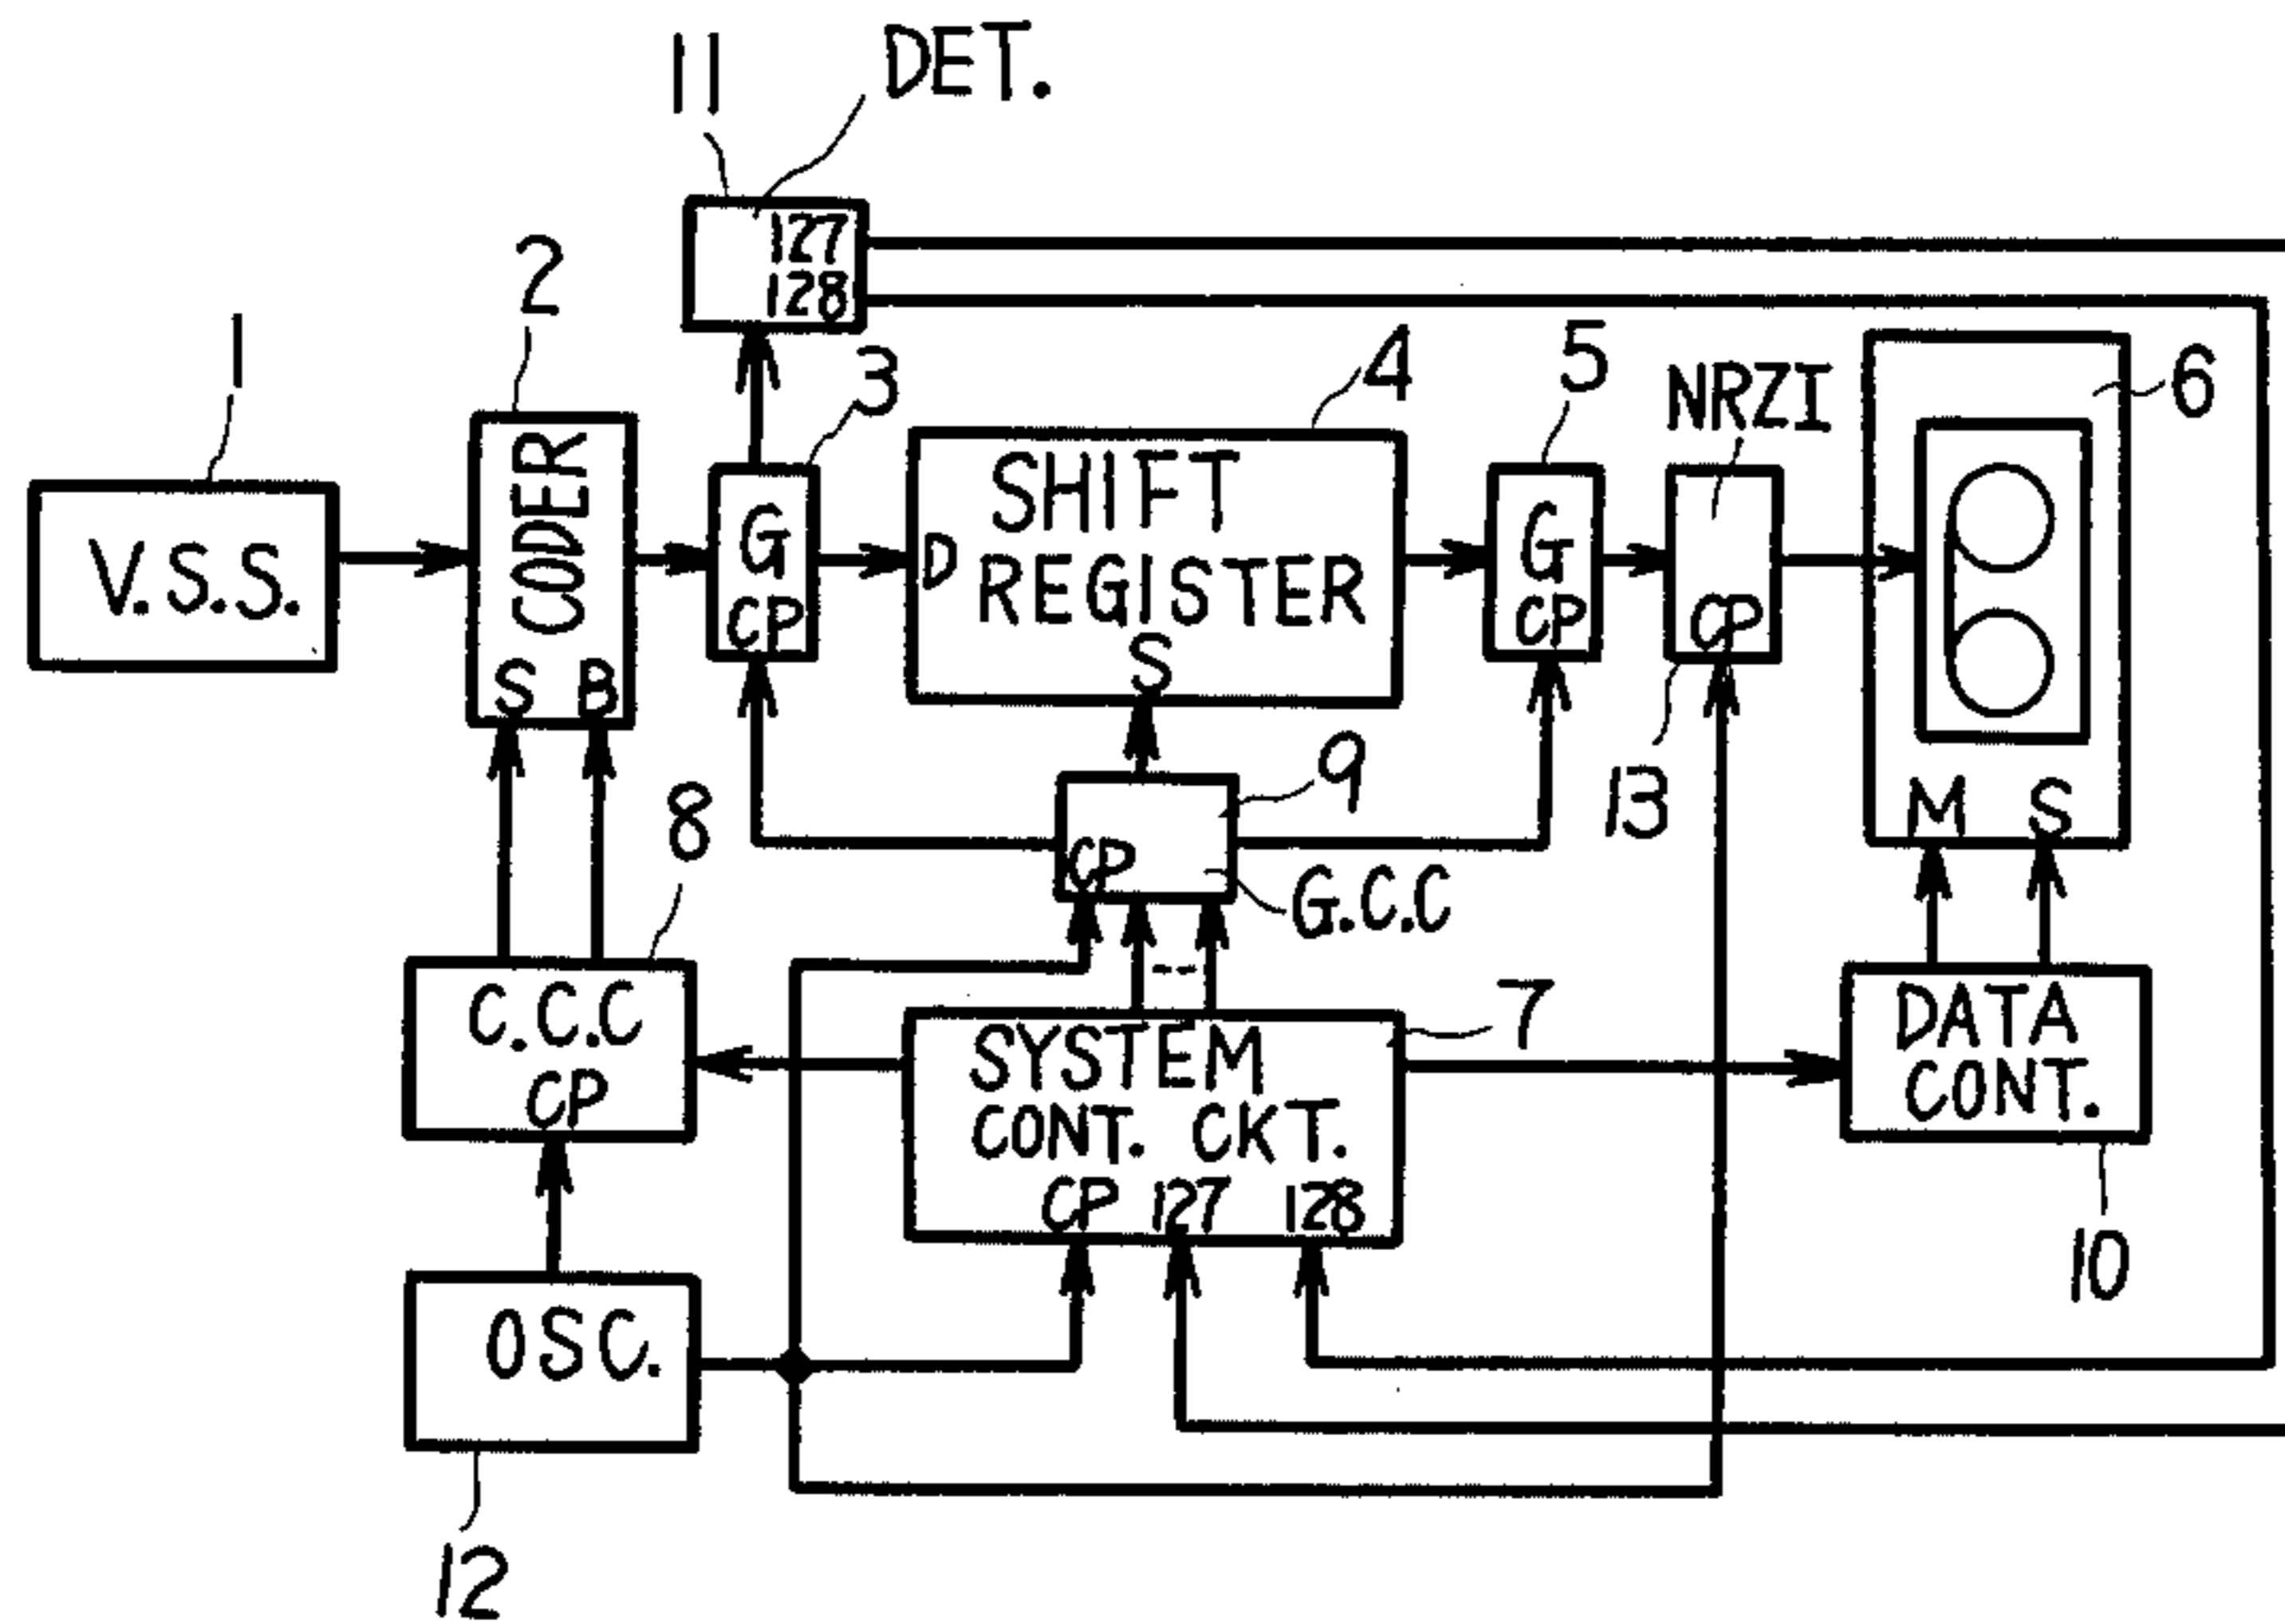 11
DET.
127
128
1
2
3
4
5
NRZI
6
V.S.S.
CODER
S B
G
CP
D
SHIFT
REGISTER
S
G
CP
CP
13
M S
8
9
CP
G.C.C
C.C.C
CP
7
SYSTEM
CONT. CKT.
CP 127 128
DATA
CONT.
10
OSC.
12